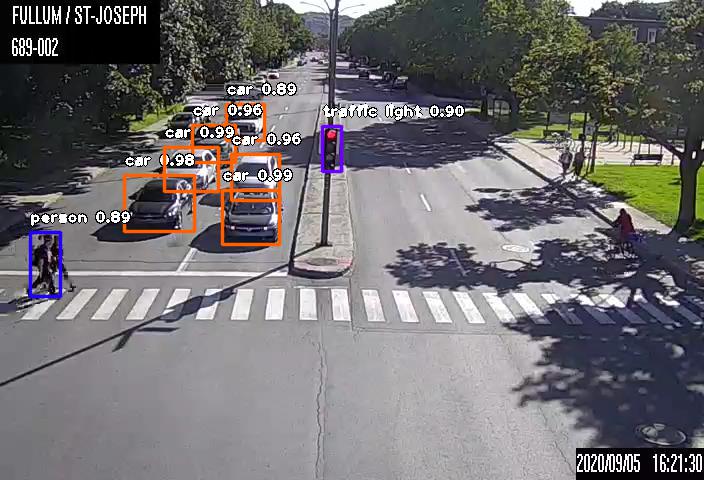 FULLUM / ST-JOSEPH
689-002
car 0.89
car 0.96
traffic light 0.90
car 0.99
car 0.96
car 0.98
car 0.99
person 0.89
2020/09/05 16:21:30